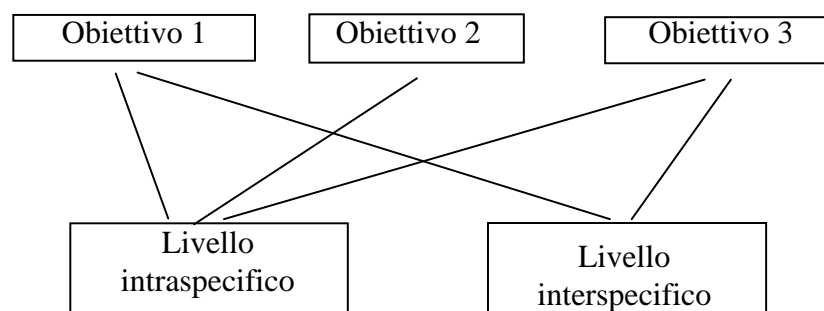 Obiettivo 1
Obiettivo 2
Obiettivo 3
Livello
intraspecifico
Livello
interspecifico